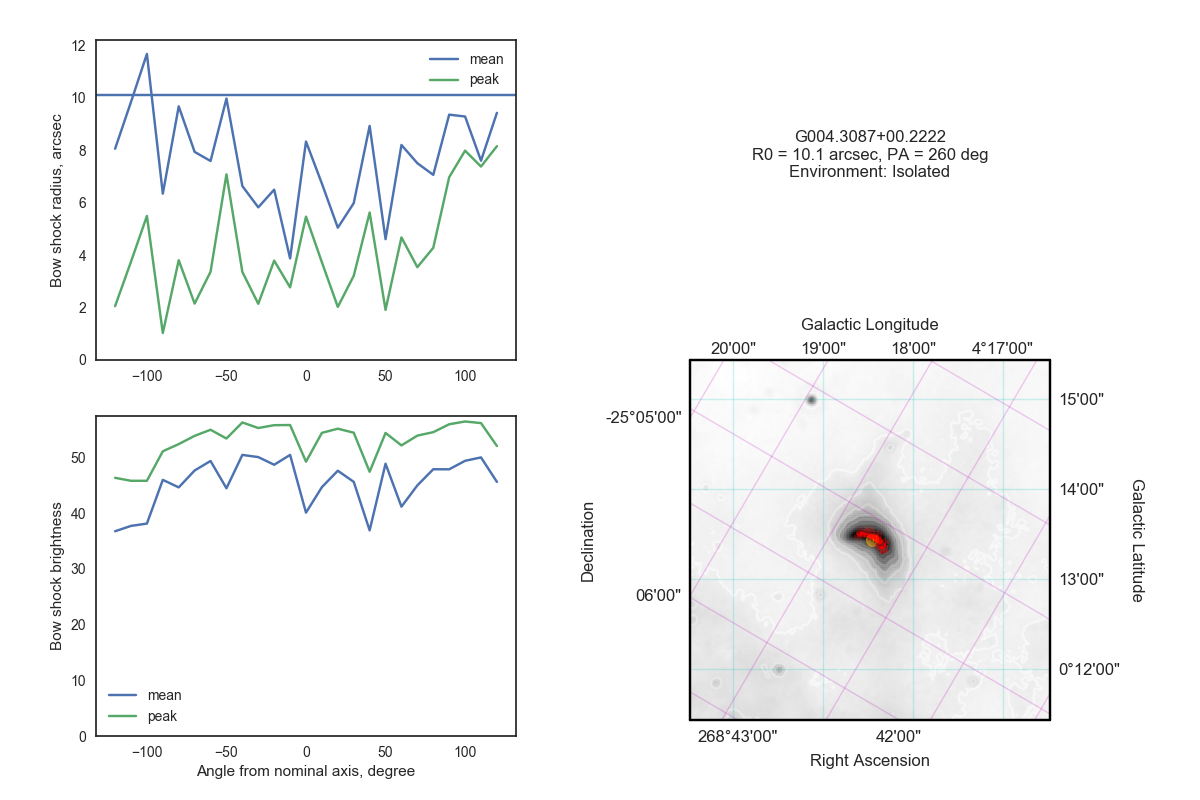 12
10
8
6
4
2
0
Bow shock radius, arcsec
mean
peak
−100
−50
0
50
100
50
40
30
20
10
0
Bow shock brightness
mean
peak
−100
−50
0
50
100
Angle from nominal axis, degree
G004.3087+00.2222
R0 = 10.1 arcsec, PA = 260 deg
Environment: Isolated
Galactic Longitude
20'00"
19'00"
18'00"
4°17'00"
-25°05'00"
06'00"
Declination
15'00"
14'00"
13'00"
0°12'00"
Galactic Latitude
268°43'00"
42'00"
Right Ascension